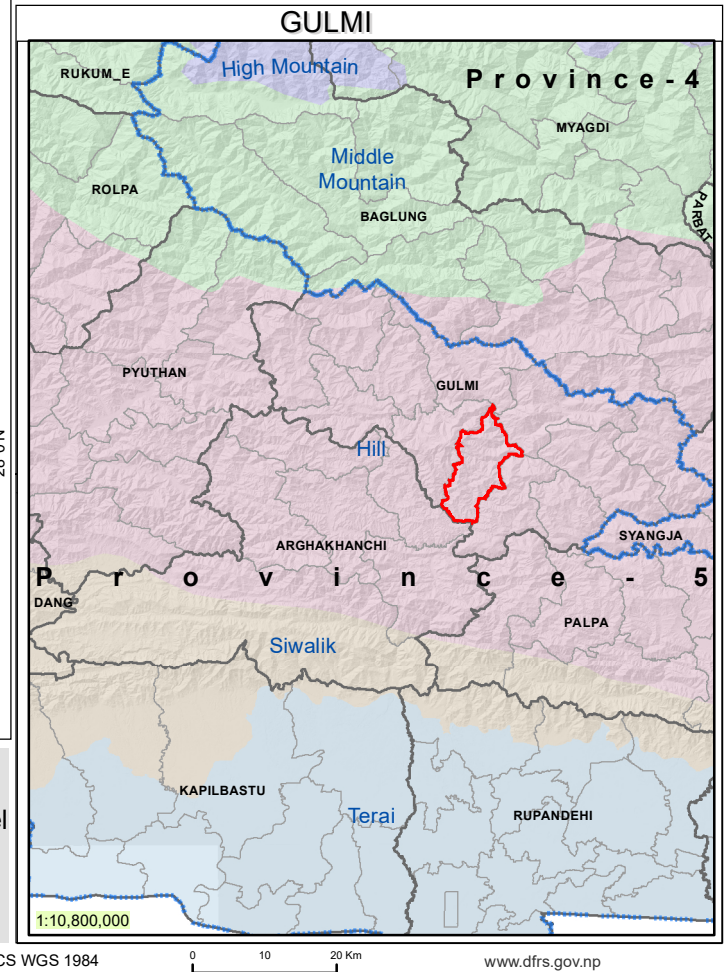 GULMI
High Mountain
RUKUM_E
Province-4
MYAGDI
Middle
Mountain
ROLPA
PARBAT
BAGLUNG
PYUTHAN
GULMI
Hill
SYANGJA
ARGHAKHANCHI
Province-5
DANG
PALPA
Siwalik
KAPILBASTU
Terai
RUPANDEHI
1:10,800,000
CS WGS 1984
0 10 20 Km
www.dfrs.gov.np